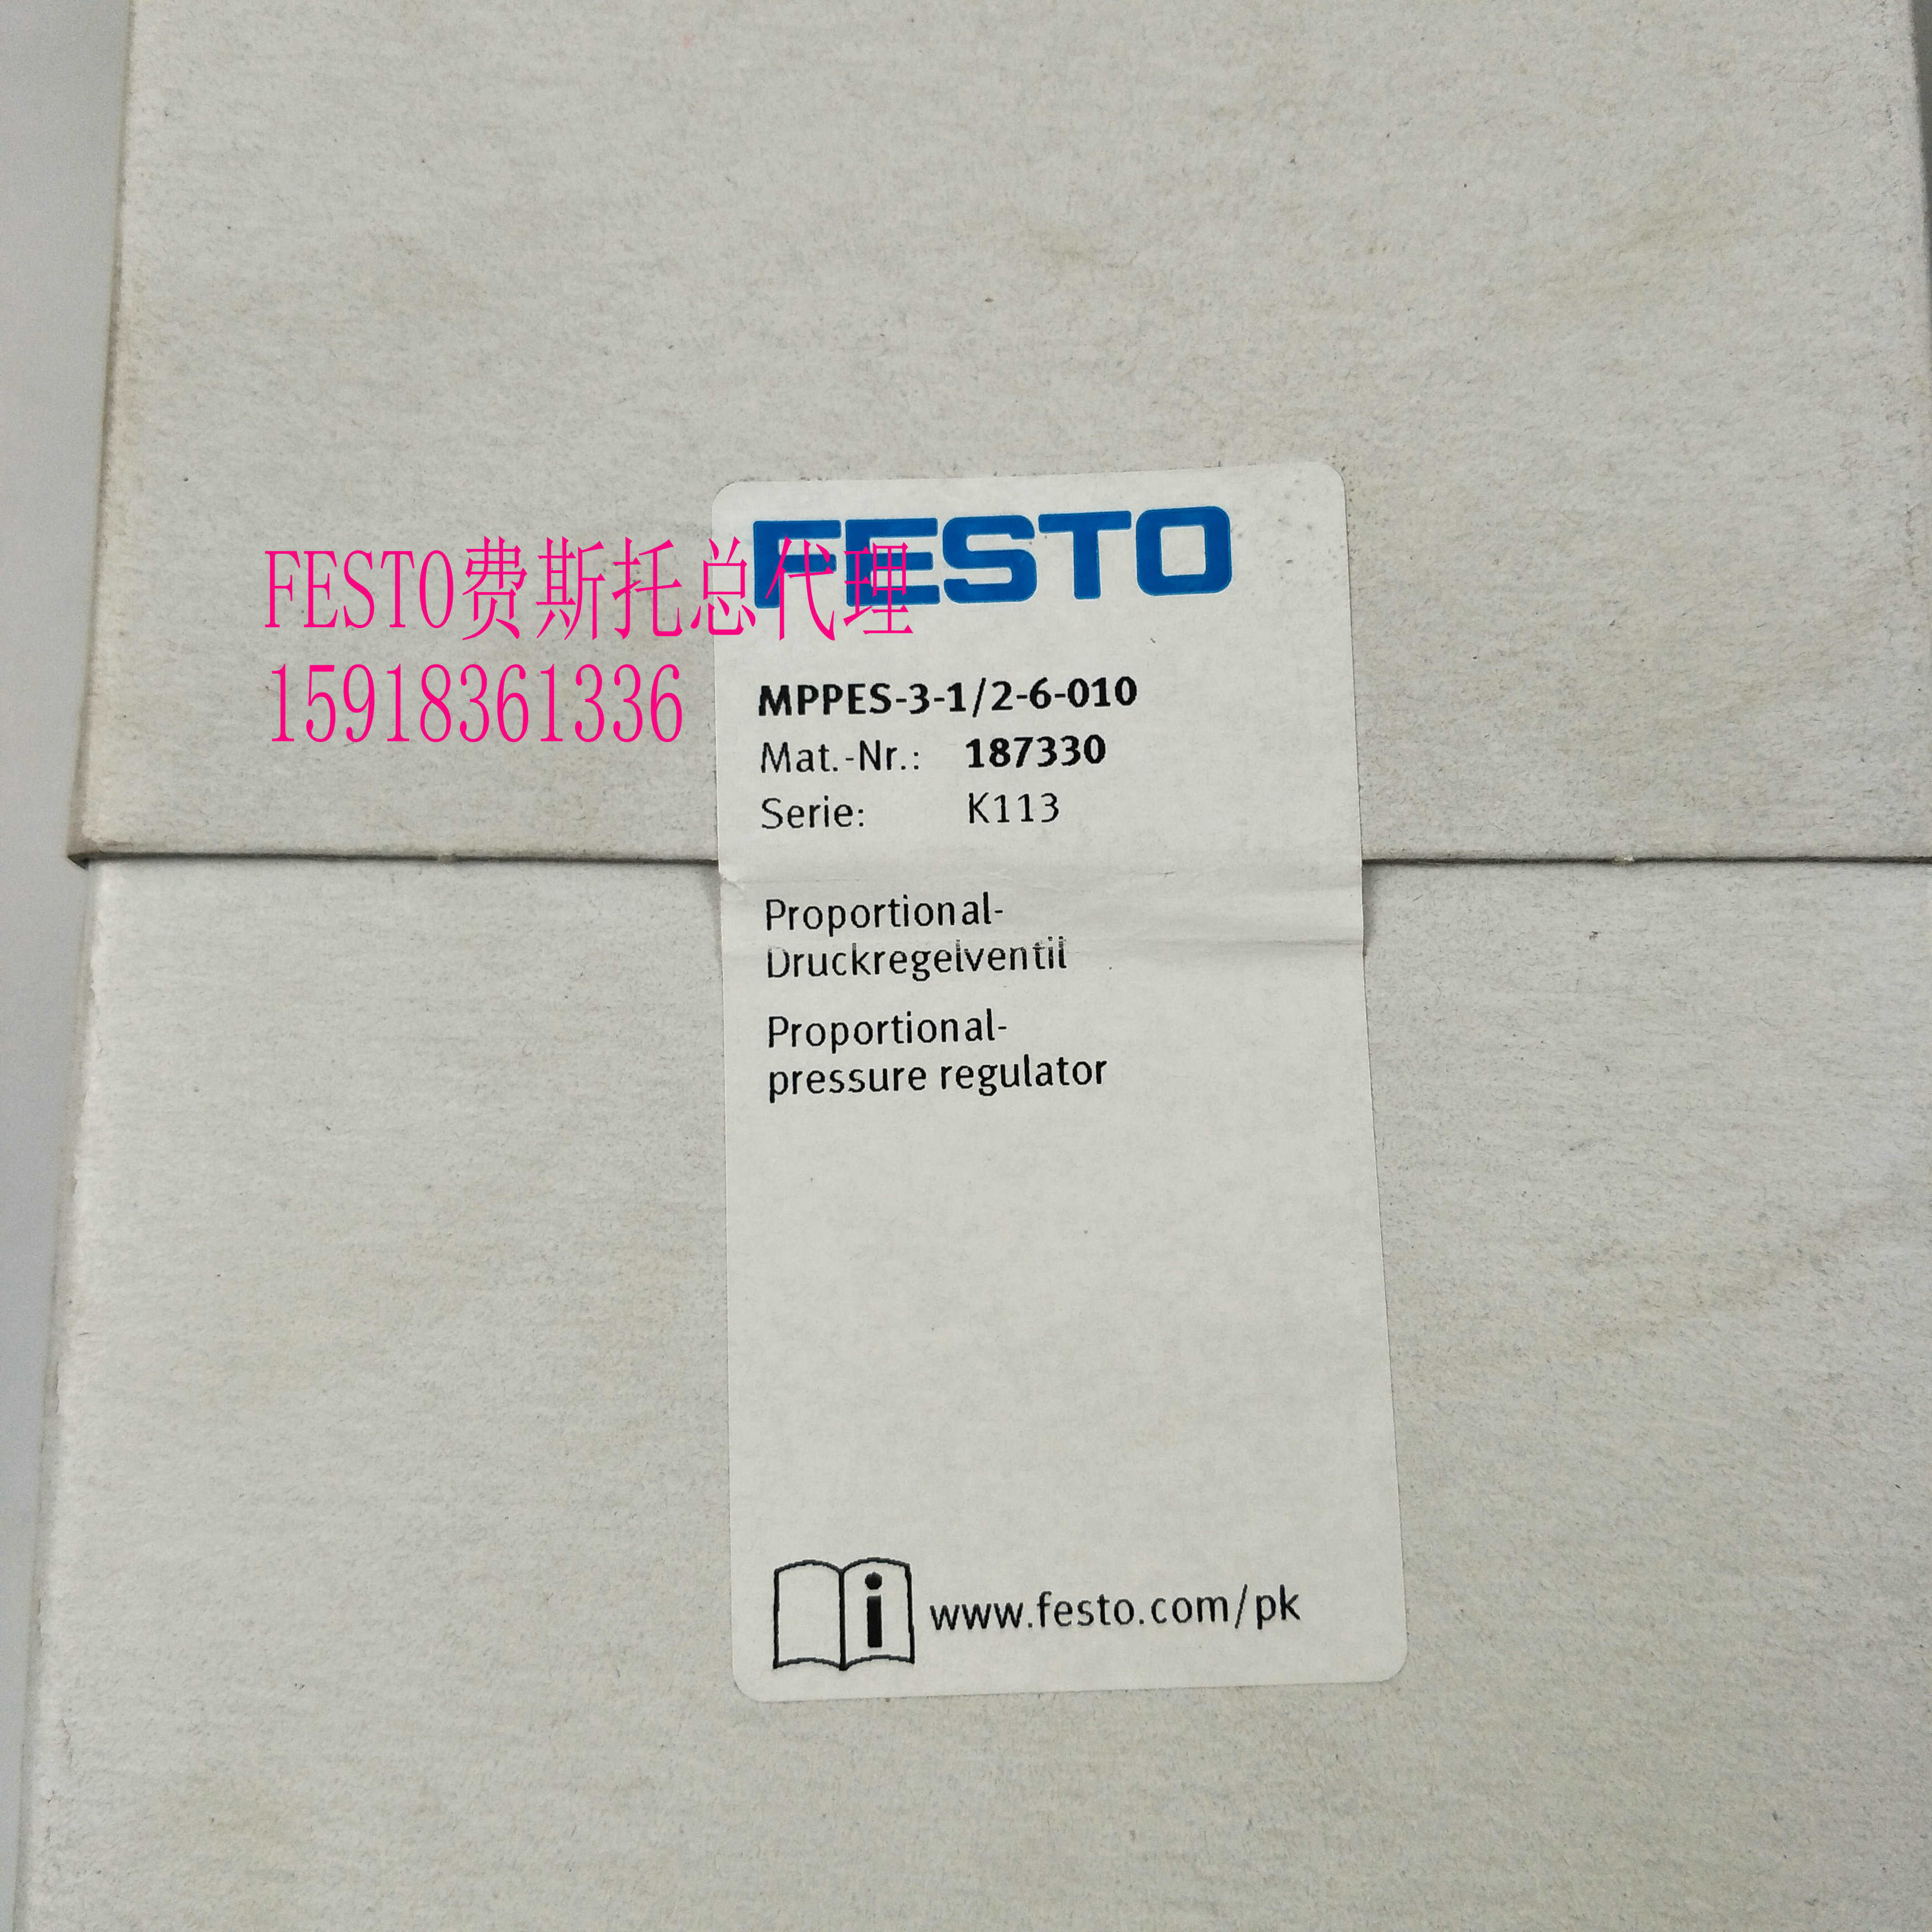 FESTO
FESTO费斯托总代理
15918361336
MPPES-3-1/2-6-010
Mat.-Nr.: 187330
Serie: K113
Proportional-
Druckregelventil
Proportional-
pressure regulator
i www.festo.com/pk